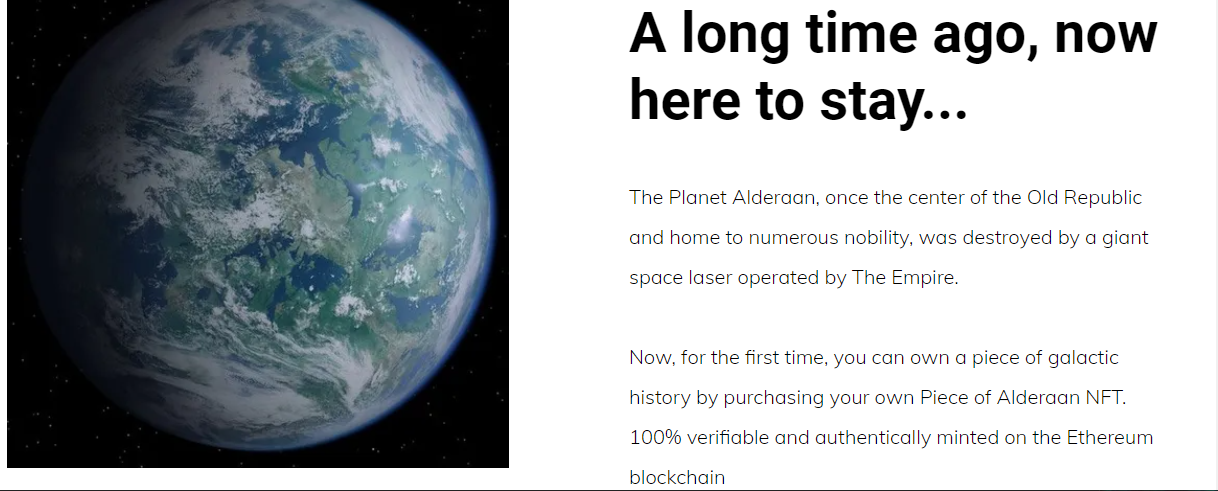 A long time ago, now
here to stay...
The Planet Alderaan, once the center of the Old Republic
and home to numerous nobility, was destroyed by a giant
space laser operated by The Empire.
Now, for the first time, you can own a piece of galactic
history by purchasing your own Piece of Alderaan NFT.
100% verifiable and authentically minted on the Ethereum
blockchain